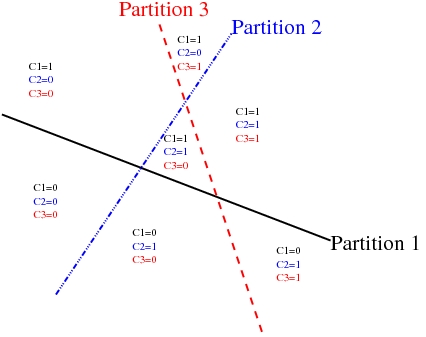 Partition 3
Partition 2
C1=1
C2=0
C3=1
C1=1
C2=0
C3=0
C1=1
C2=1
C3=1
C1=1
C2=1
C3=0
C1=0
C2=0
C3=0
C1=0
C2=1
C3=0
Partition 1
C1=0
C2=1
C3=1